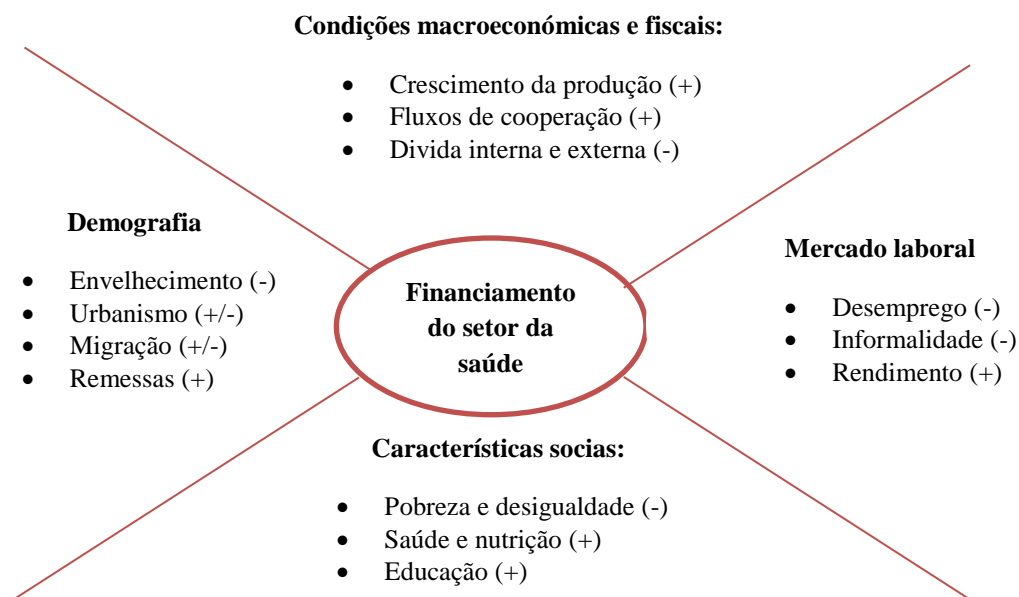 Condições macroeconómicas e fiscais:
• Crescimento da produção (+)
• Fluxos de cooperação (+)
• Divida interna e externa (-)
Demografia
• Envelhecimento (-)
• Urbanismo (+/-)
• Migração (+/-)
• Remessas (+)
Financiamento
do setor da
saúde
Mercado laboral
• Desemprego (-)
• Informalidade (-)
• Rendimento (+)
Características socias:
• Pobreza e desigualdade (-)
• Saúde e nutrição (+)
• Educação (+)